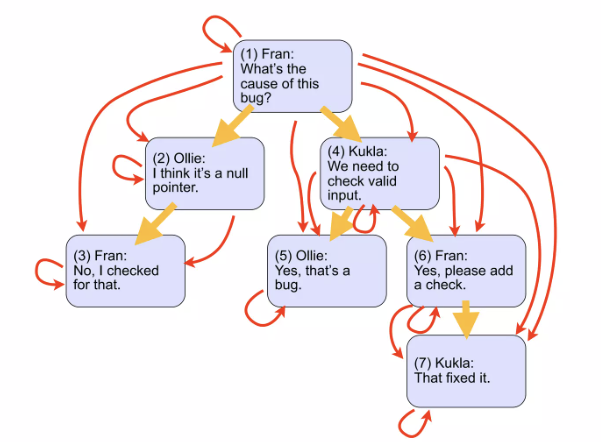 (1) Fran:
What's the
cause of this
bug?
(2) Ollie:
I think it's a null
pointer.
(4) Kukla:
We need to
check valid
input.
(3) Fran:
No, I checked
for that.
(5) Ollie:
Yes, that's a
bug.
(6) Fran:
Yes, please add
a check.
(7) Kukla:
That fixed it.